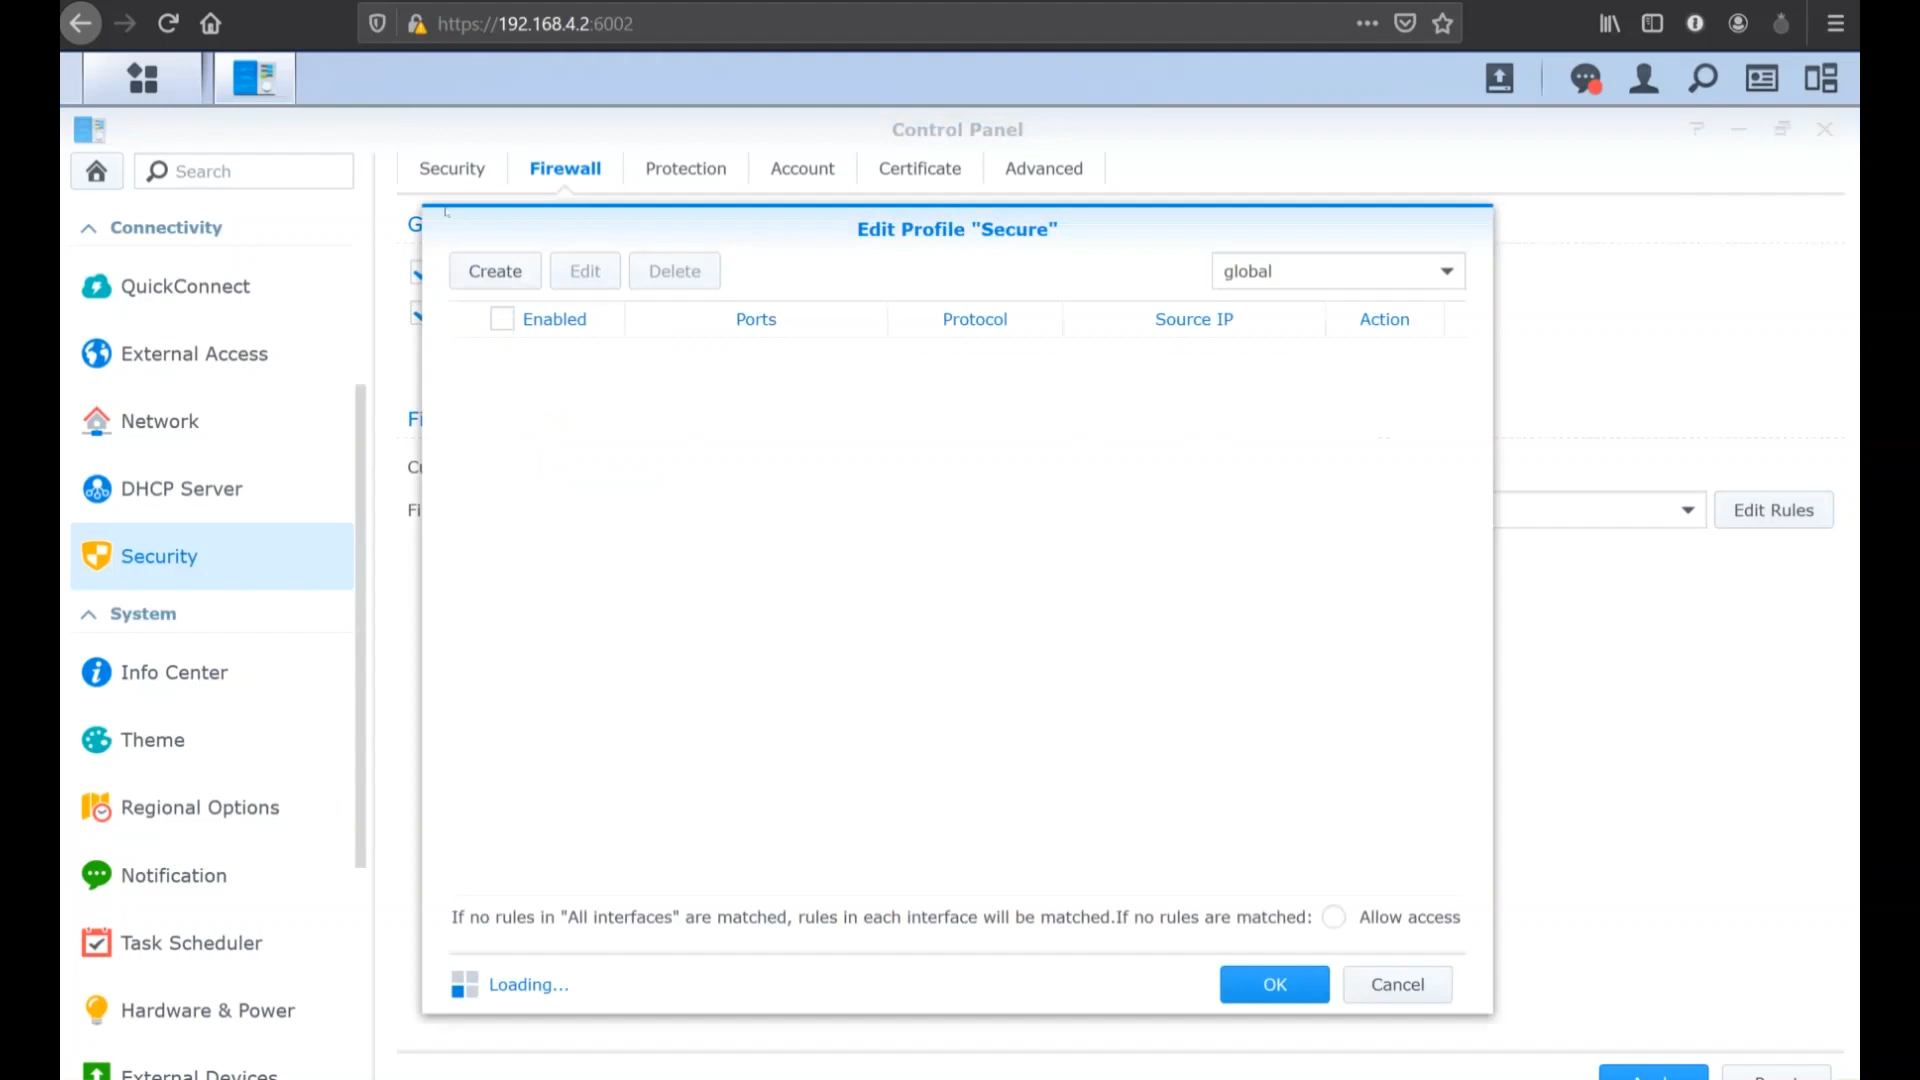 https://192.168.4.2:6002
Control Panel
Search
Security
Firewall
Protection
Account
Certificate
Advanced
Connectivity
QuickConnect
External Access
Network
DHCP Server
Security
System
Info Center
Theme
Regional Options
Notification
Task Scheduler
Hardware & Power
External Devices
G
Fi
Cu
Fi
Edit Rules
Edit Profile "Secure"
Create
Edit
Delete
global
Enabled
Ports
Protocol
Source IP
Action
If no rules in "All interfaces" are matched, rules in each interface will be matched.If no rules are matched:
Allow access
Loading...
OK
Cancel